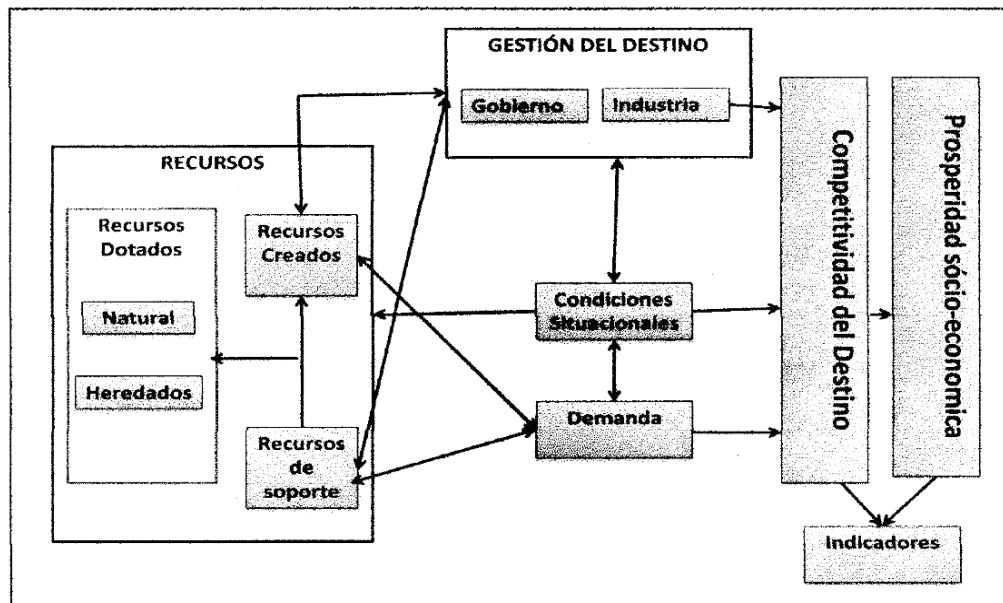 GESTIÓN DEL DESTINO
Gobierno
Industria
RECURSOS
Recursos
Dotados
Natural
Heredados
Recursos
Creados
Recursos
de
soporte
Condiciones
Situacionales
Demanda
Competitividad del Destino
Prosperidad sócio-economica
Indicadores